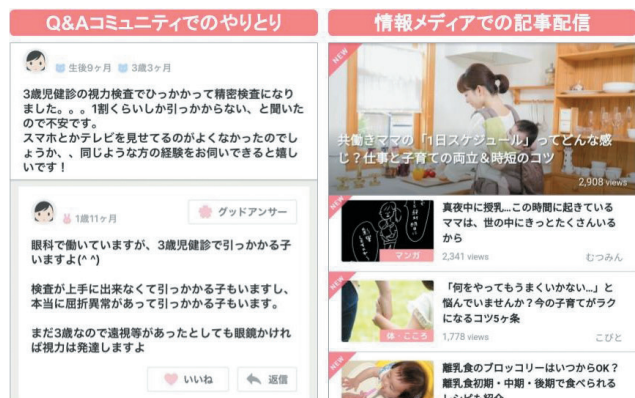 Q&Aコミュニティでのやりとり
生後9ヶ月 3歳3ヶ月
3歳児健診の視力検査でひっかかって精密検査になり
ました。。。1割くらいしか引っかからない、と聞いた
ので不安です。
スマホとかテレビを見せてるのがよくなかったのでし
ょうか、、同じような方の経験をお伺いできると嬉し
いです！
1歳11ヶ月
グッドアンサー
眼科で働いていますが、3歳児健診で引っかかる子
いますよ(^ ^)
検査が上手に出来なくて引っかかる子もいますし、
本当に屈折異常があって引っかかる子もいます。
まだ3歳なので遠視等があったとしても眼鏡かけれ
ば視力は発達しますよ
いいね 返信
情報メディアでの記事配信
NEW
共働きママの「1日スケジュール」ってどんな感
じ？仕事と子育ての両立＆時短のコツ
2,908 views
NEW
マンガ
真夜中に授乳…この時間に起きている
ママは、世の中にきっとたくさんいる
から
2,341 views むつみん
NEW
体・こころ
「何をやってもうまくいかない…」と
悩んでいませんか？今の子育てがラク
になるコツ5ヶ条
1,778 views こびと
NEW
離乳食のブロッコリーはいつからOK？
離乳食初期・中期・後期で食べられる
レシピも紹介